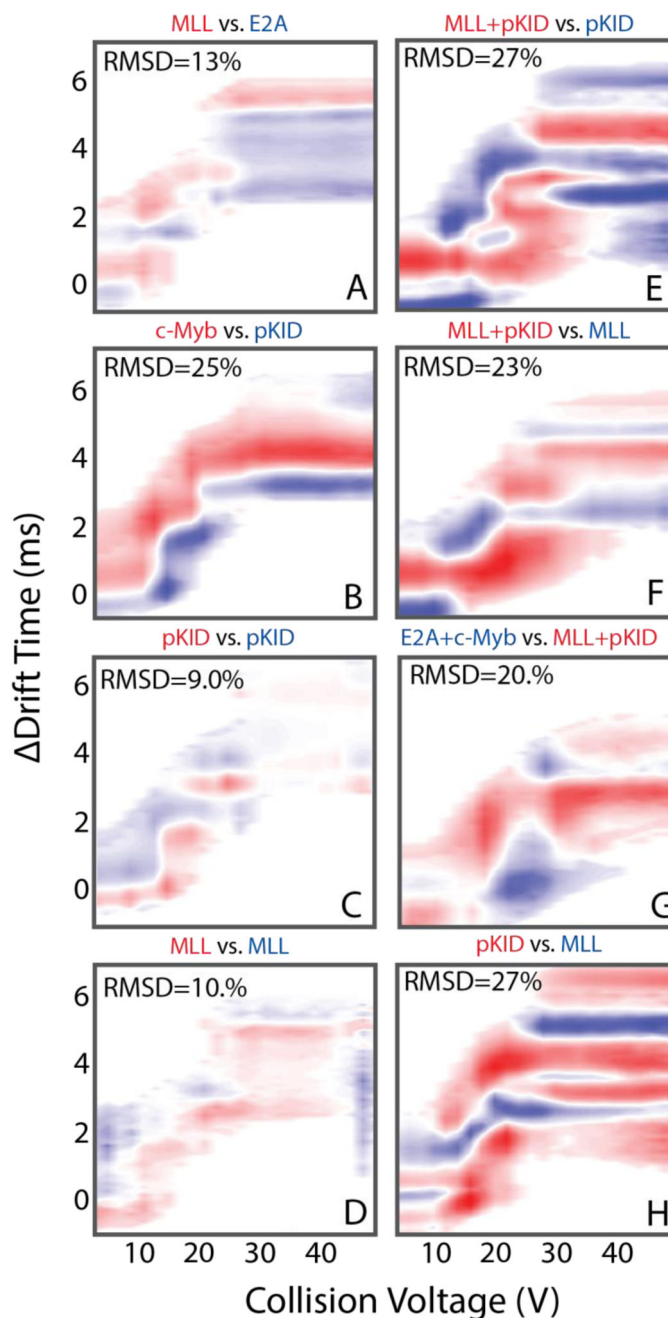 MLL vs. E2A
RMSD=13%
A
MLL+pKID vs. pKID
RMSD=27%
E
c-Myb vs. pKID
RMSD=25%
B
MLL+pKID vs. MLL
RMSD=23%
F
pKID vs. pKID
RMSD=9.0%
C
E2A+c-Myb vs. MLL+pKID
RMSD=20.%
G
MLL vs. MLL
RMSD=10.%
D
pKID vs. MLL
RMSD=27%
H
6
4
2
0
6
4
2
0
6
4
2
0
6
4
2
0
ΔDrift Time (ms)
10 20 30 40
10 20 30 40
Collision Voltage (V)